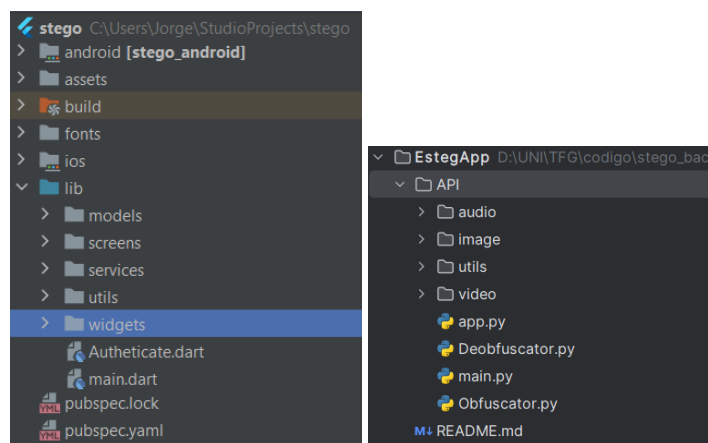 stego C:\Users\Jorge\StudioProjects\stego
android [stego_android]
assets
build
fonts
ios
lib
models
screens
services
utils
widgets
Autheticate.dart
main.dart
YML pubspec.lock
YML pubspec.yaml
EstegApp D:\UNI\TFG\codigo\stego_bac
API
audio
image
utils
video
app.py
Deobfuscator.py
main.py
Obfuscator.py
M↓ README.md